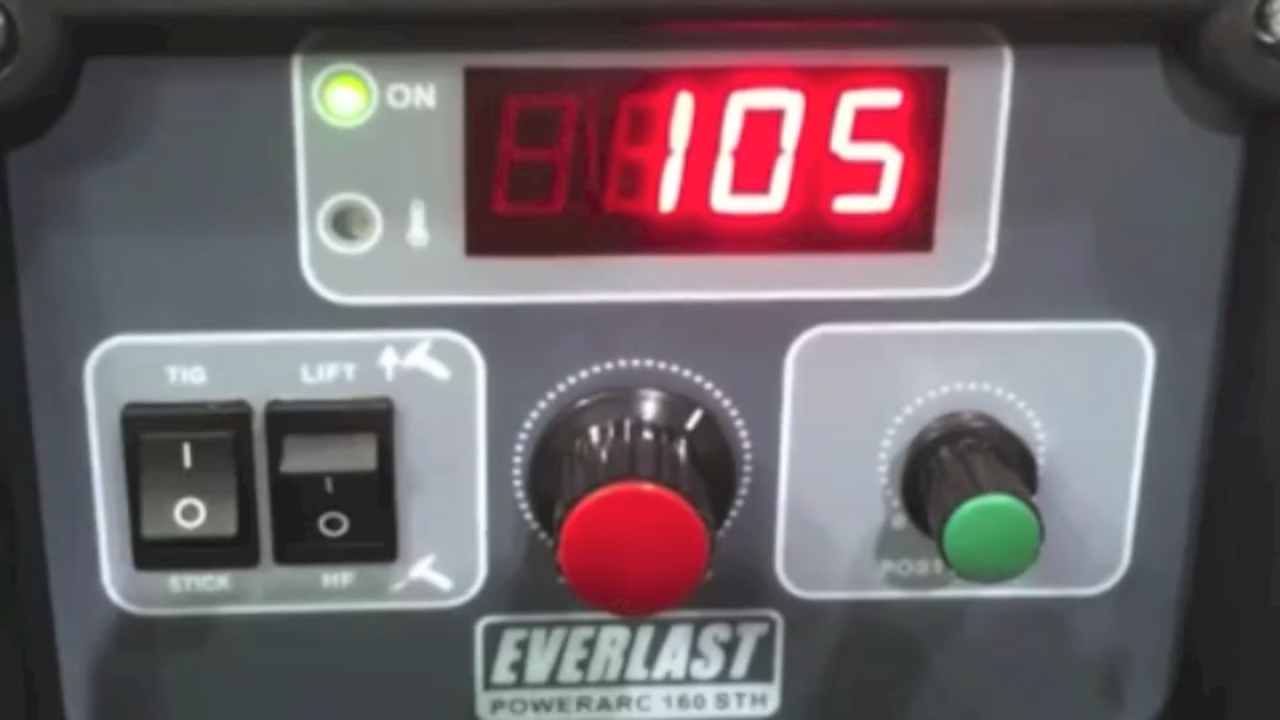 ON
105
TIG LIFT
I
O
I
O
STICK HF
POST
EVERLAST
POWERARC 160 STH